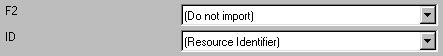 F2 (Do not import)
ID (Resource Identifier)